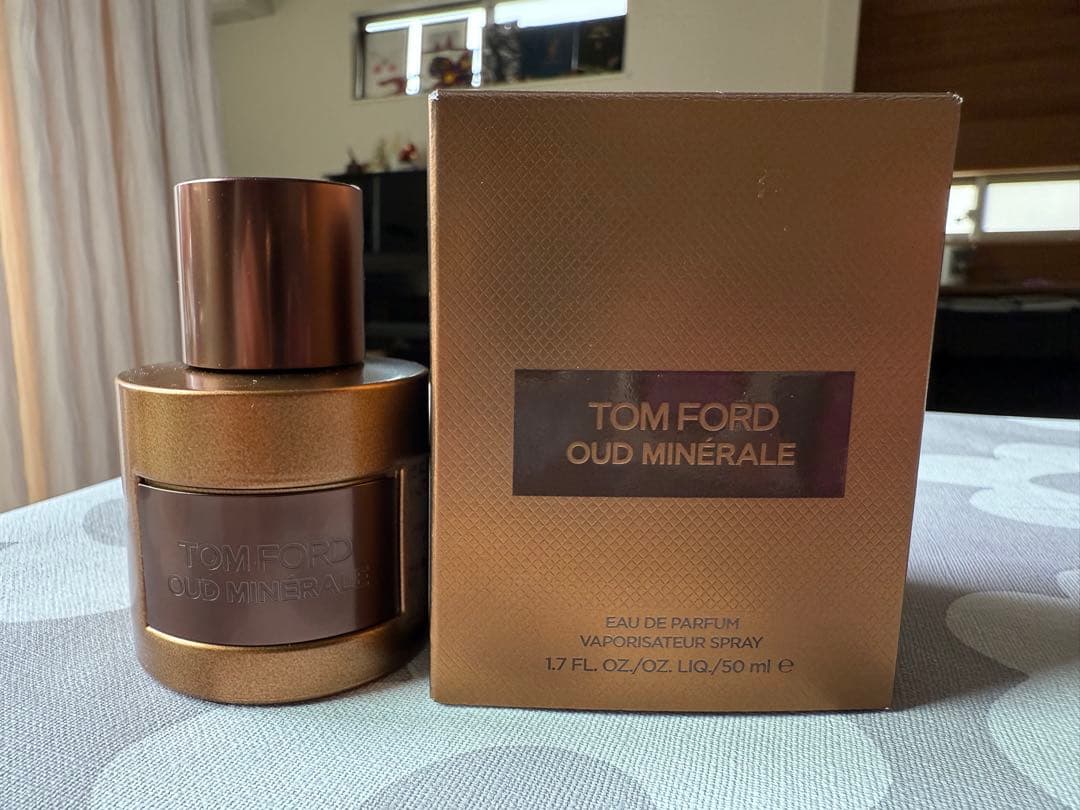 TOM FORD
OUD MINÉRALE
TOM FORD
OUD MINÉRALE
EAU DE PARFUM
VAPORISATEUR SPRAY
1.7 FL. OZ./OZ. LIQ./50 ml ℮